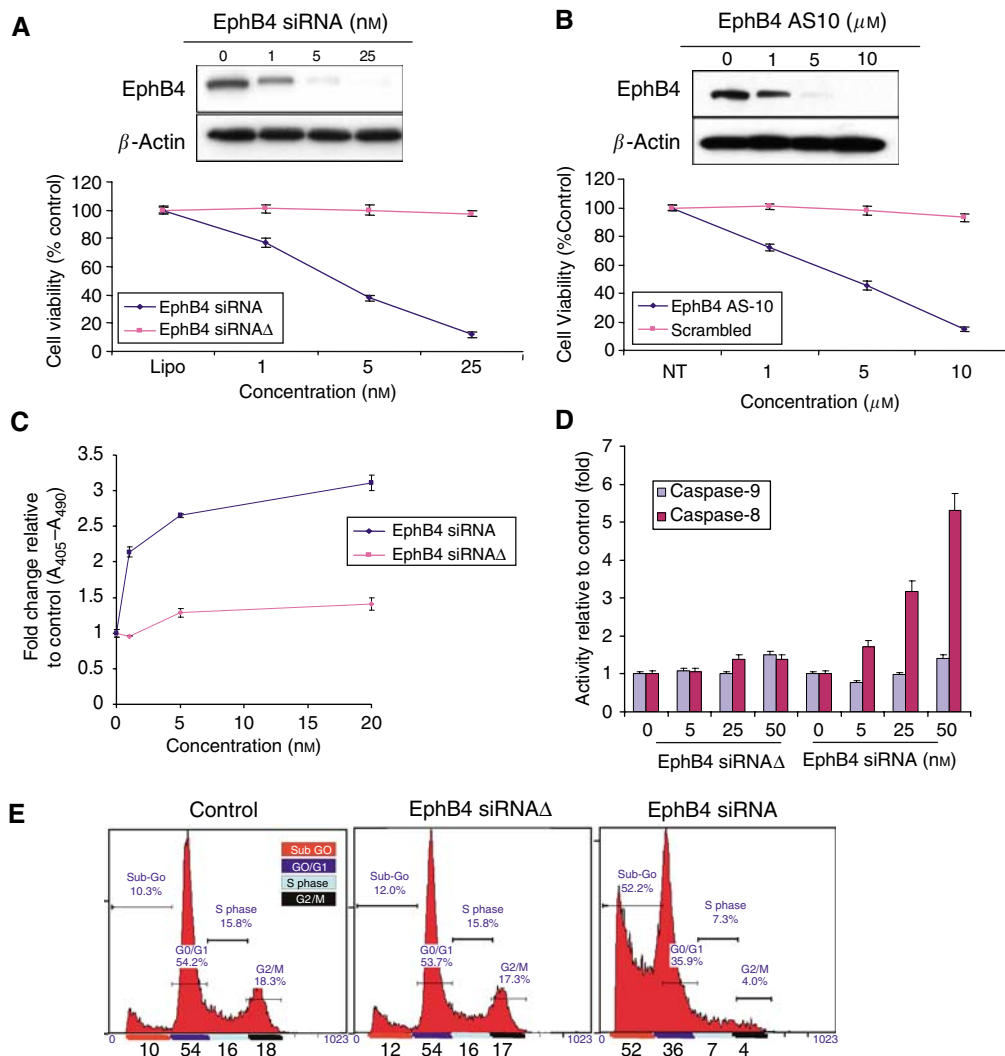 A
EphB4 siRNA (nM)
0 1 5 25
EphB4
β-Actin
Cell viability (% control)
120
100
80
60
40
20
0
EphB4 siRNA
EphB4 siRNAΔ
Lipo 1 5 25
Concentration (nM)
B
EphB4 AS10 (μM)
0 1 5 10
EphB4
β-Actin
Cell Viability (%Control)
120
100
80
60
40
20
0
EphB4 AS-10
Scrambled
NT 1 5 10
Concentration (μM)
C
Fold change relative
to control (A405–A490)
3.5
3
2.5
2
1.5
1
0.5
0
EphB4 siRNA
EphB4 siRNAΔ
0 5 10 15 20
Concentration (nM)
D
Activity relative to control (fold)
7
6
5
4
3
2
1
0
Caspase-9
Caspase-8
0 5 25 50 0 5 25 50
EphB4 siRNAΔ EphB4 siRNA (nM)
E
Control
Sub GO
GO/G1
S phase
G2/M
Sub-Go
10.3%
S phase
15.8%
G0/G1
54.2%
G2/M
18.3%
0 1023
10 54 16 18
EphB4 siRNAΔ
Sub-Go
12.0%
S phase
15.8%
G0/G1
53.7%
G2/M
17.3%
0 1023
12 54 16 17
EphB4 siRNA
Sub-Go
52.2%
S phase
7.3%
G0/G1
35.9%
G2/M
4.0%
0 1023
52 36 7 4